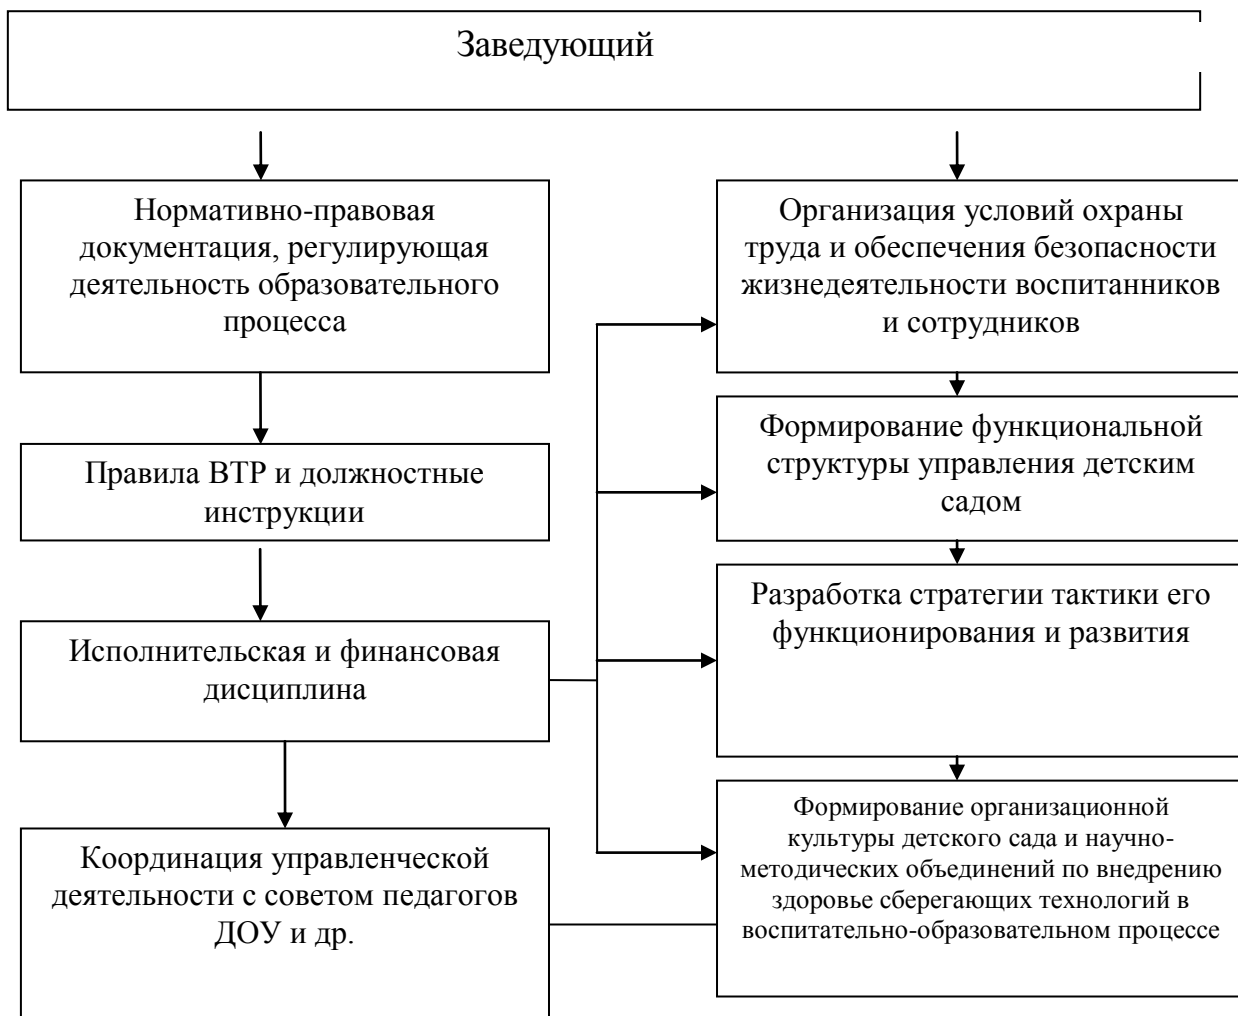 Заведующий
Нормативно-правовая
документация, регулирующая
деятельность образовательного
процесса
Правила ВТР и должностные
инструкции
Исполнительская и финансовая
дисциплина
Координация управленческой
деятельности с советом педагогов
ДОУ и др.
Организация условий охраны
труда и обеспечения безопасности
жизнедеятельности воспитанников
и сотрудников
Формирование функциональной
структуры управления детским
садом
Разработка стратегии тактики его
функционирования и развития
Формирование организационной
культуры детского сада и научно-
методических объединений по внедрению
здоровье сберегающих технологий в
воспитательно-образовательном процессе